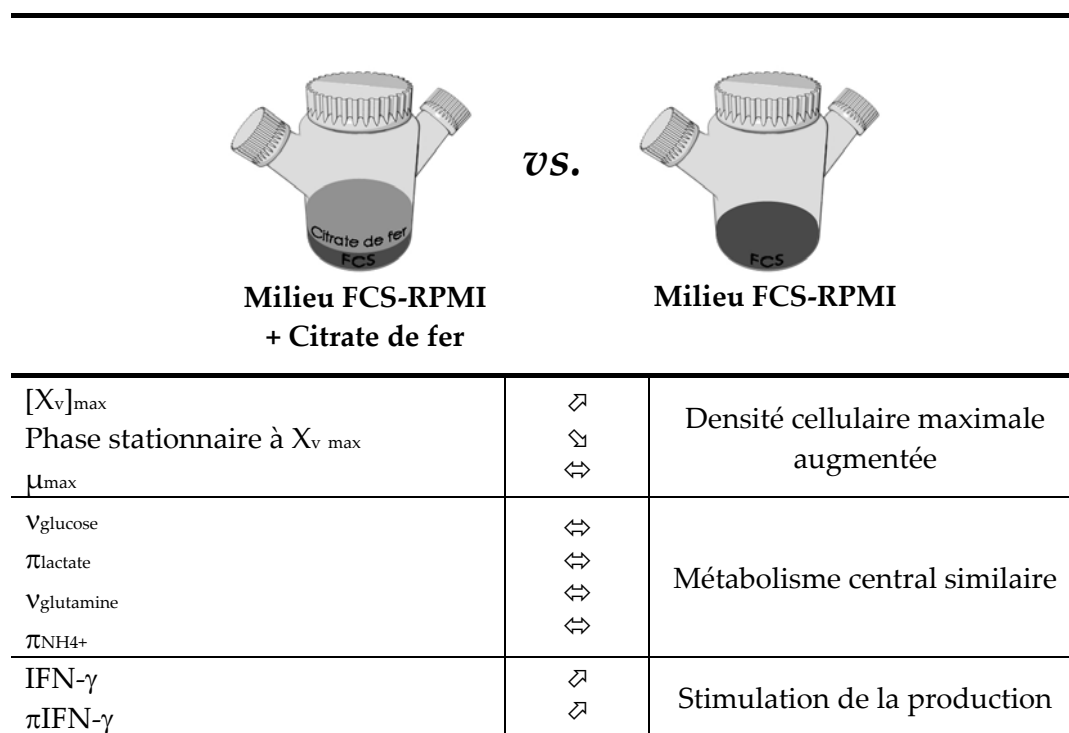 vs.
Citrate de fer
FCS
FCS
Milieu FCS-RPMI
+ Citrate de fer
Milieu FCS-RPMI
[Xv]max ⬀
Phase stationnaire à Xv max ⬂
µmax ⬄
Densité cellulaire maximale
augmentée
νglucose ⬄
πlactate ⬄
νglutamine ⬄
πNH4+ ⬄
Métabolisme central similaire
IFN-γ ⬀
πIFN-γ ⬀
Stimulation de la production